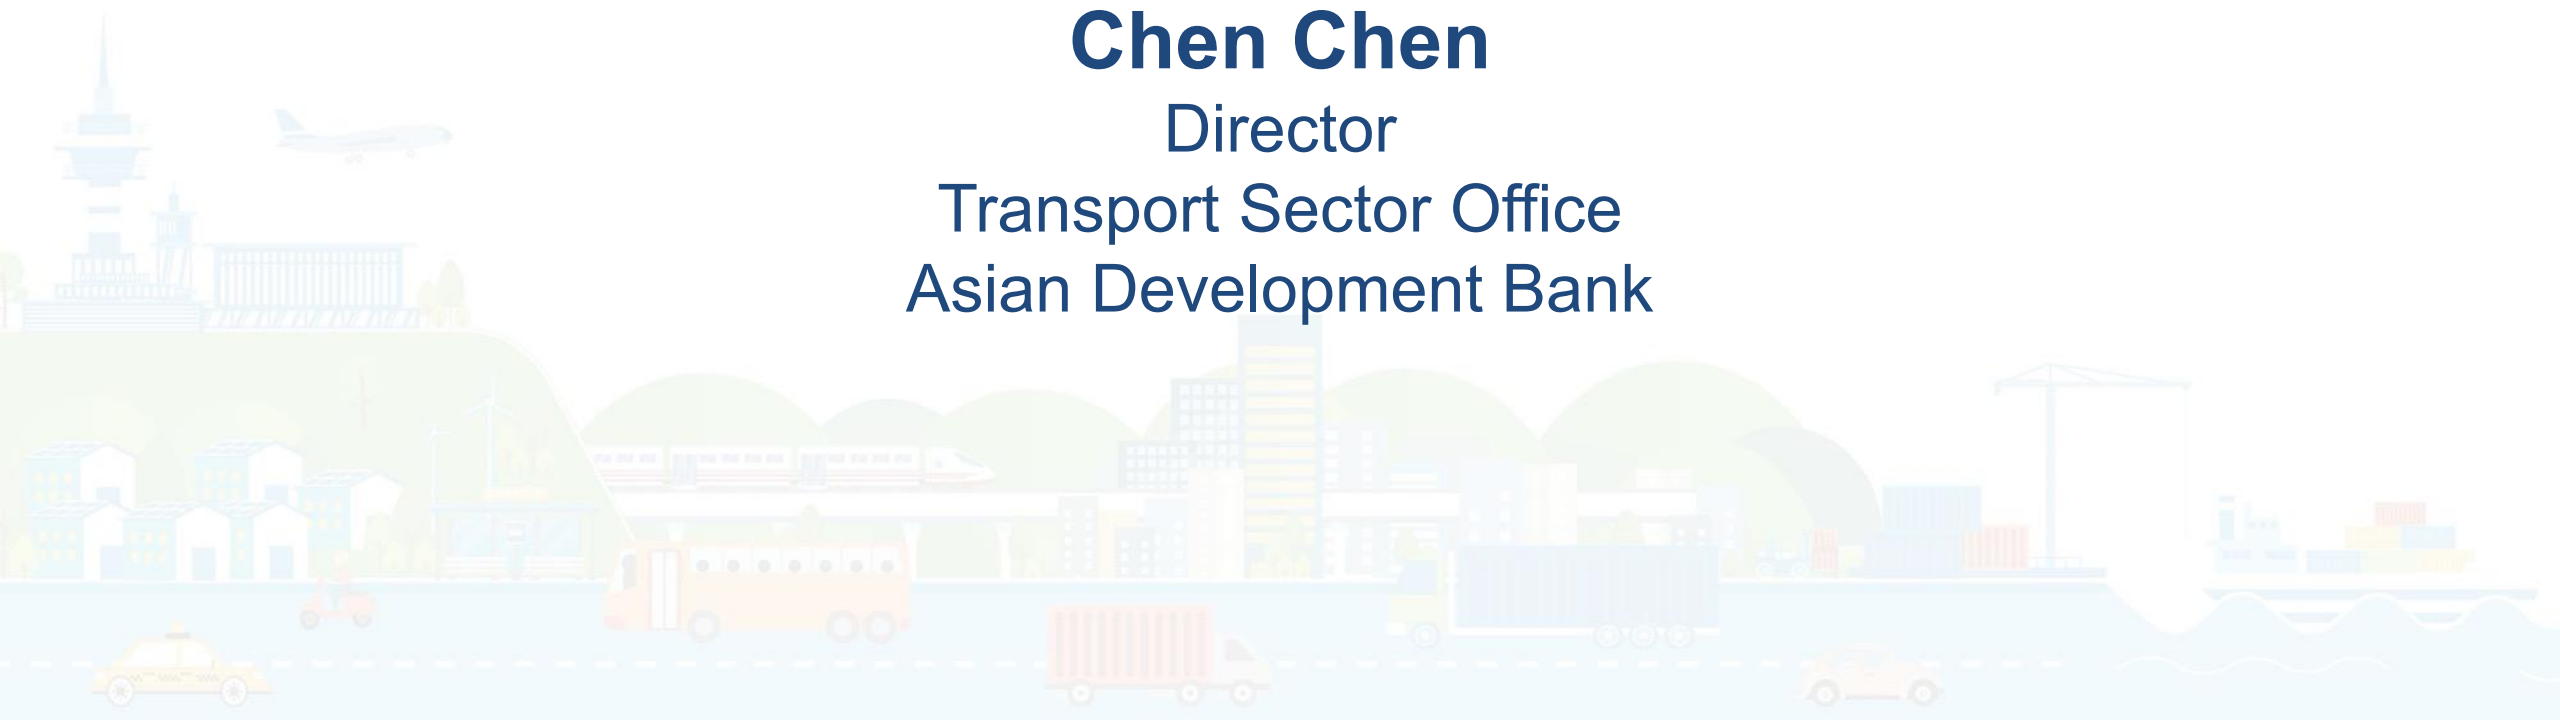 Chen Chen
Director
Transport Sector Office
Asian Development Bank